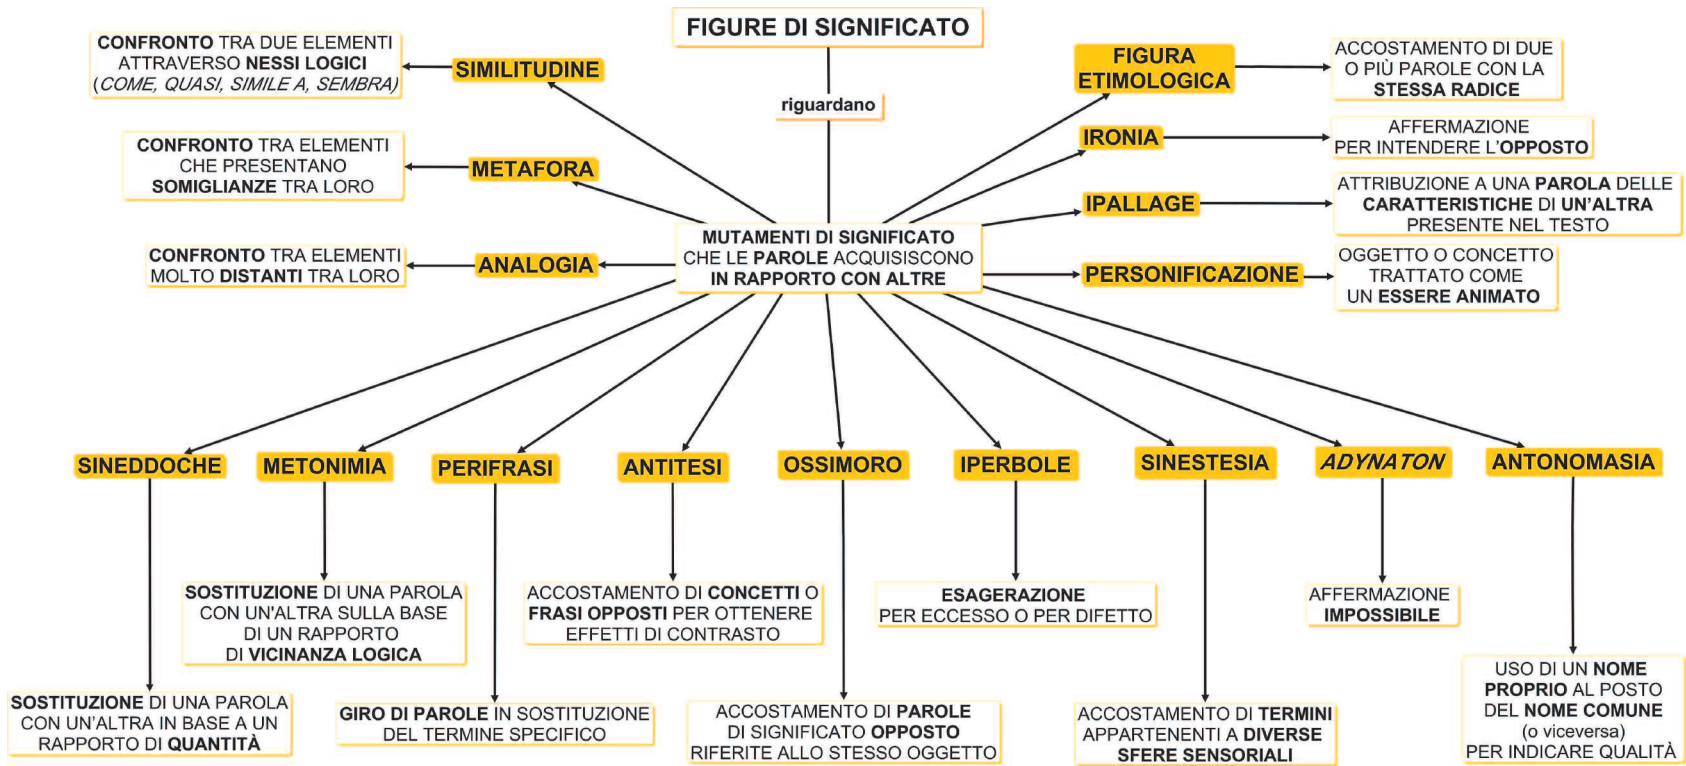 FIGURE DI SIGNIFICATO
riguardano
MUTAMENTI DI SIGNIFICATO
CHE LE PAROLE ACQUISISCONO
IN RAPPORTO CON ALTRE
SIMILITUDINE
CONFRONTO TRA DUE ELEMENTI
ATTRAVERSO NESSI LOGICI
(COME, QUASI, SIMILE A, SEMBRA)
METAFORA
CONFRONTO TRA ELEMENTI
CHE PRESENTANO
SOMIGLIANZE TRA LORO
ANALOGIA
CONFRONTO TRA ELEMENTI
MOLTO DISTANTI TRA LORO
FIGURA
ETIMOLOGICA
ACCOSTAMENTO DI DUE
O PIÙ PAROLE CON LA
STESSA RADICE
IRONIA
AFFERMAZIONE
PER INTENDERE L'OPPOSTO
IPALLAGE
ATTRIBUZIONE A UNA PAROLA DELLE
CARATTERISTICHE DI UN'ALTRA
PRESENTE NEL TESTO
PERSONIFICAZIONE
OGGETTO O CONCETTO
TRATTATO COME
UN ESSERE ANIMATO
SINEDDOCHE
SOSTITUZIONE DI UNA PAROLA
CON UN'ALTRA IN BASE A UN
RAPPORTO DI QUANTITÀ
METONIMIA
SOSTITUZIONE DI UNA PAROLA
CON UN'ALTRA SULLA BASE
DI UN RAPPORTO
DI VICINANZA LOGICA
PERIFRASI
GIRO DI PAROLE IN SOSTITUZIONE
DEL TERMINE SPECIFICO
ANTITESI
ACCOSTAMENTO DI CONCETTI O
FRASI OPPOSTI PER OTTENERE
EFFETTI DI CONTRASTO
OSSIMORO
ACCOSTAMENTO DI PAROLE
DI SIGNIFICATO OPPOSTO
RIFERITE ALLO STESSO OGGETTO
IPERBOLE
ESAGERAZIONE
PER ECCESSO O PER DIFETTO
SINESTESIA
ACCOSTAMENTO DI TERMINI
APPARTENENTI A DIVERSE
SFERE SENSORIALI
ADYNATON
AFFERMAZIONE
IMPOSSIBILE
ANTONOMASIA
USO DI UN NOME
PROPRIO AL POSTO
DEL NOME COMUNE
(o viceversa)
PER INDICARE QUALITÀ